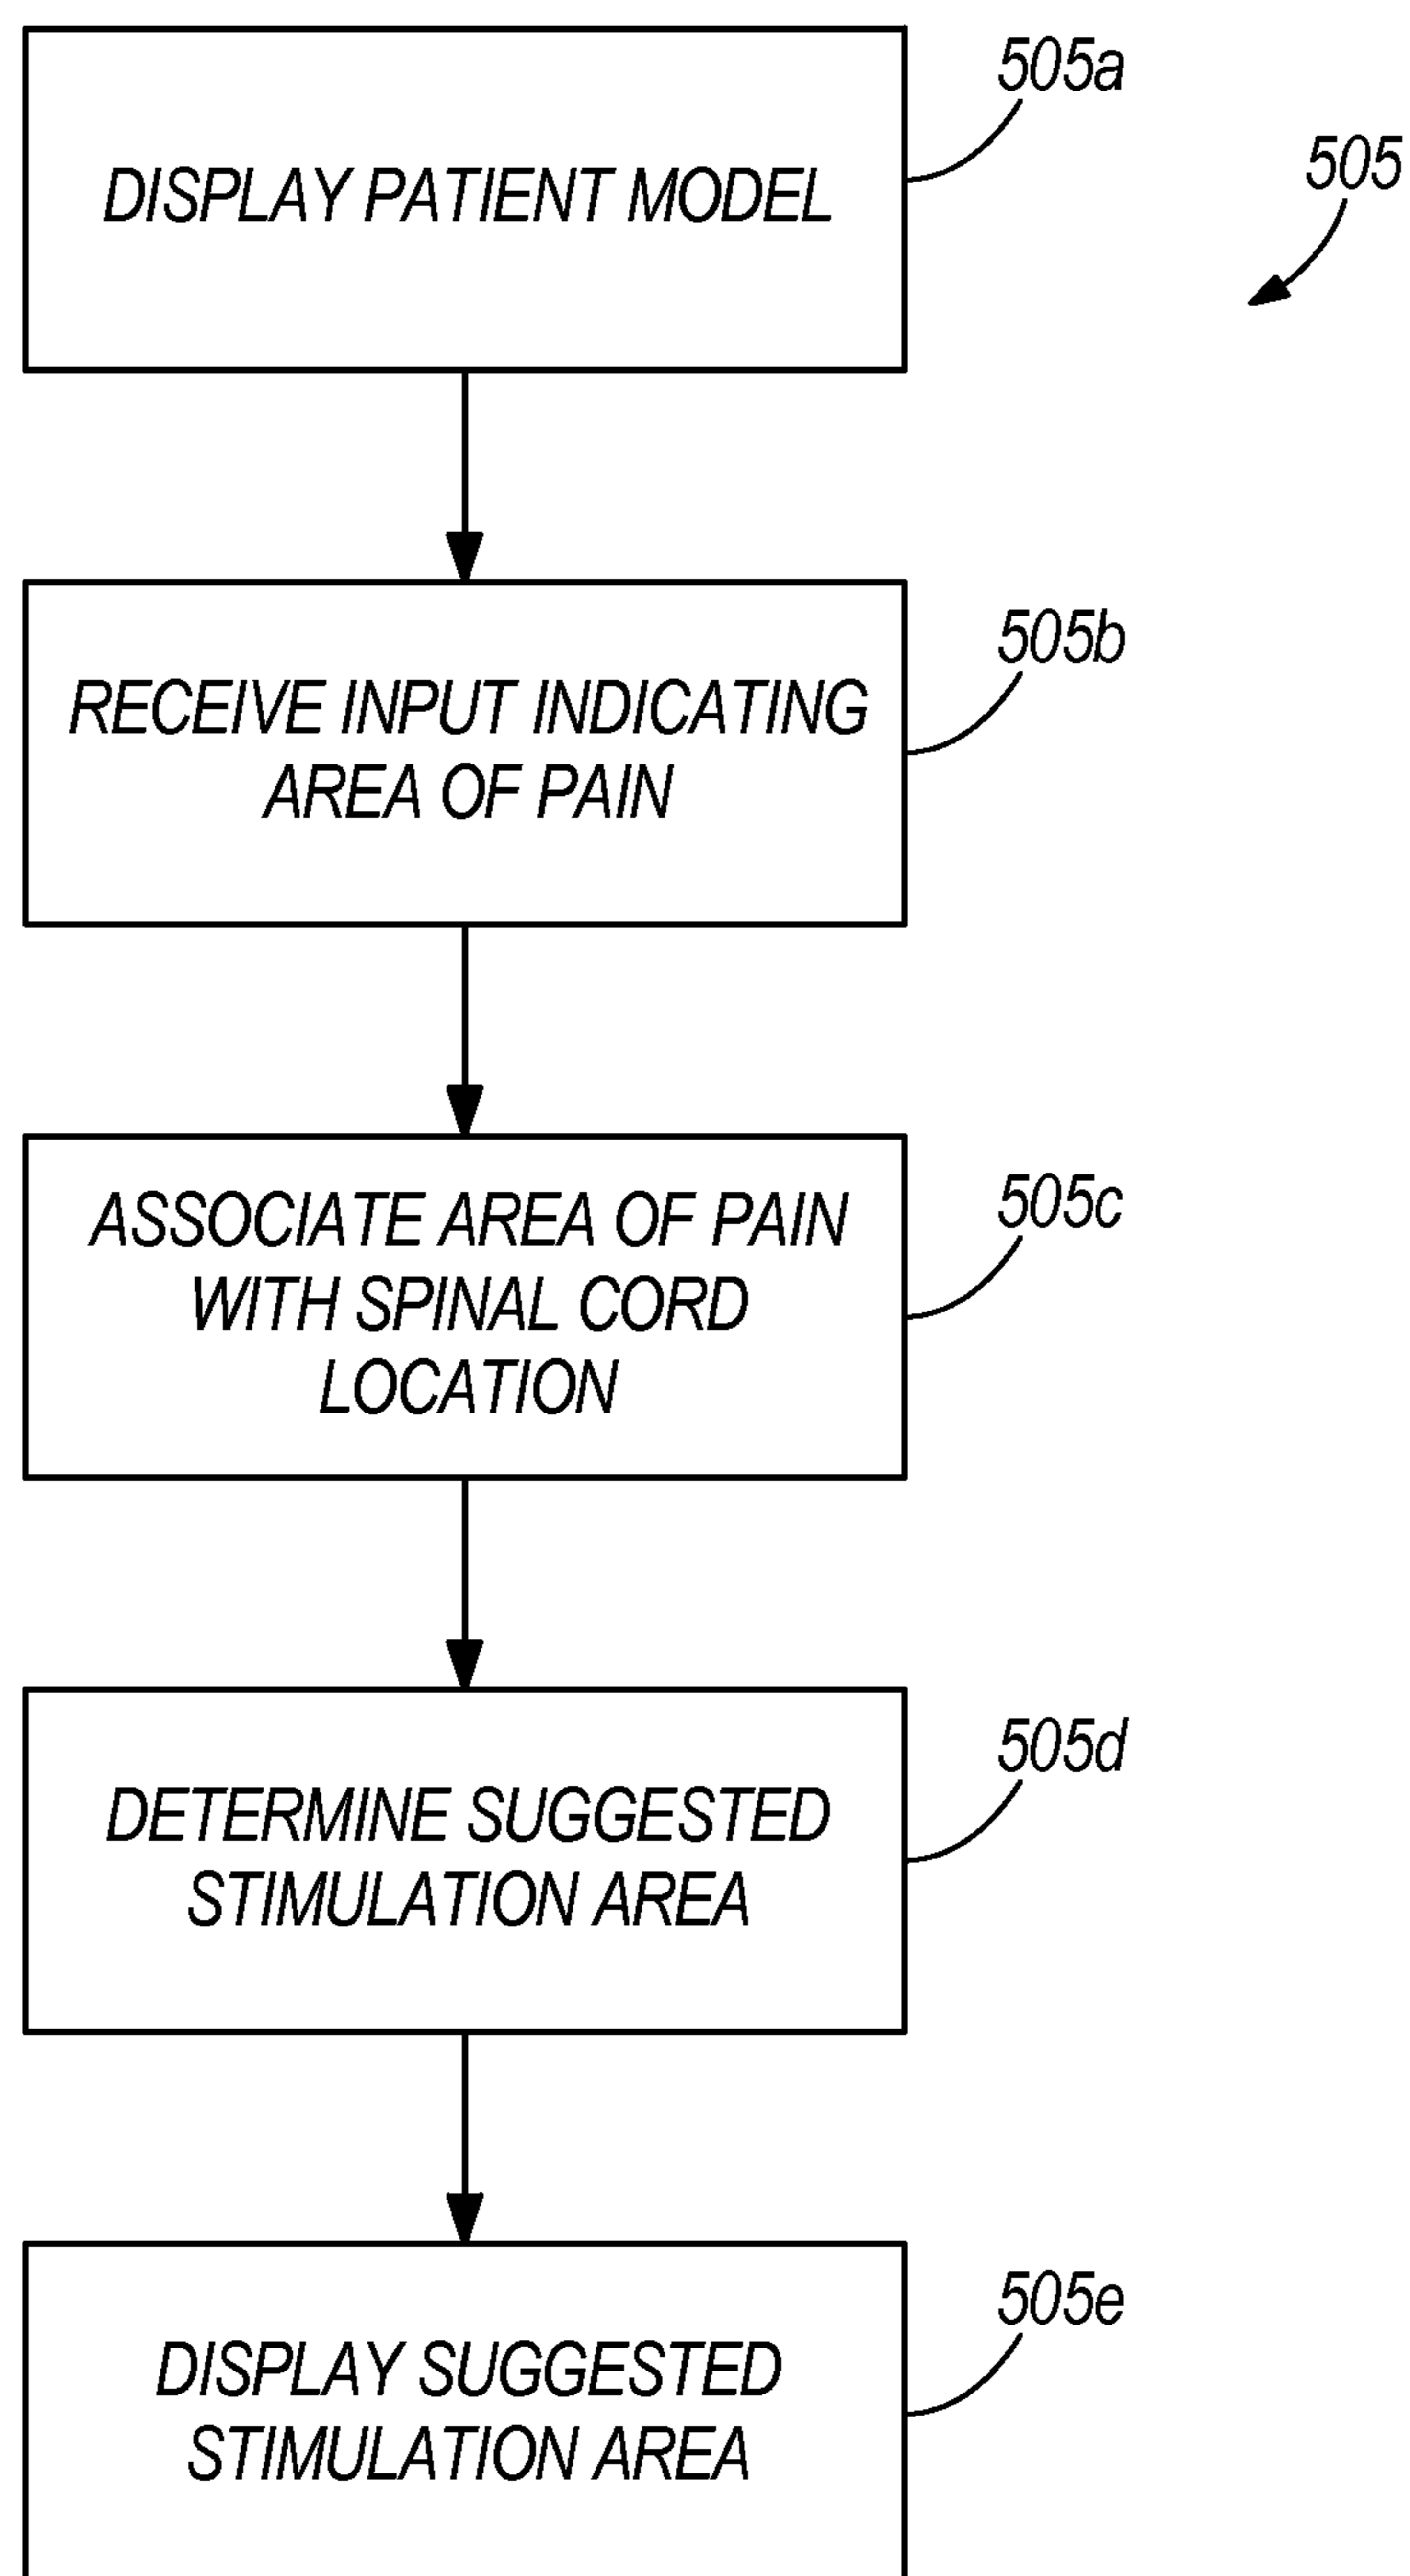 505a
505
DISPLAY PATIENT MODEL
505b
RECEIVE INPUT INDICATING
AREA OF PAIN
505c
ASSOCIATE AREA OF PAIN
WITH SPINAL CORD
LOCATION
505d
DETERMINE SUGGESTED
STIMULATION AREA
505e
DISPLAY SUGGESTED
STIMULATION AREA